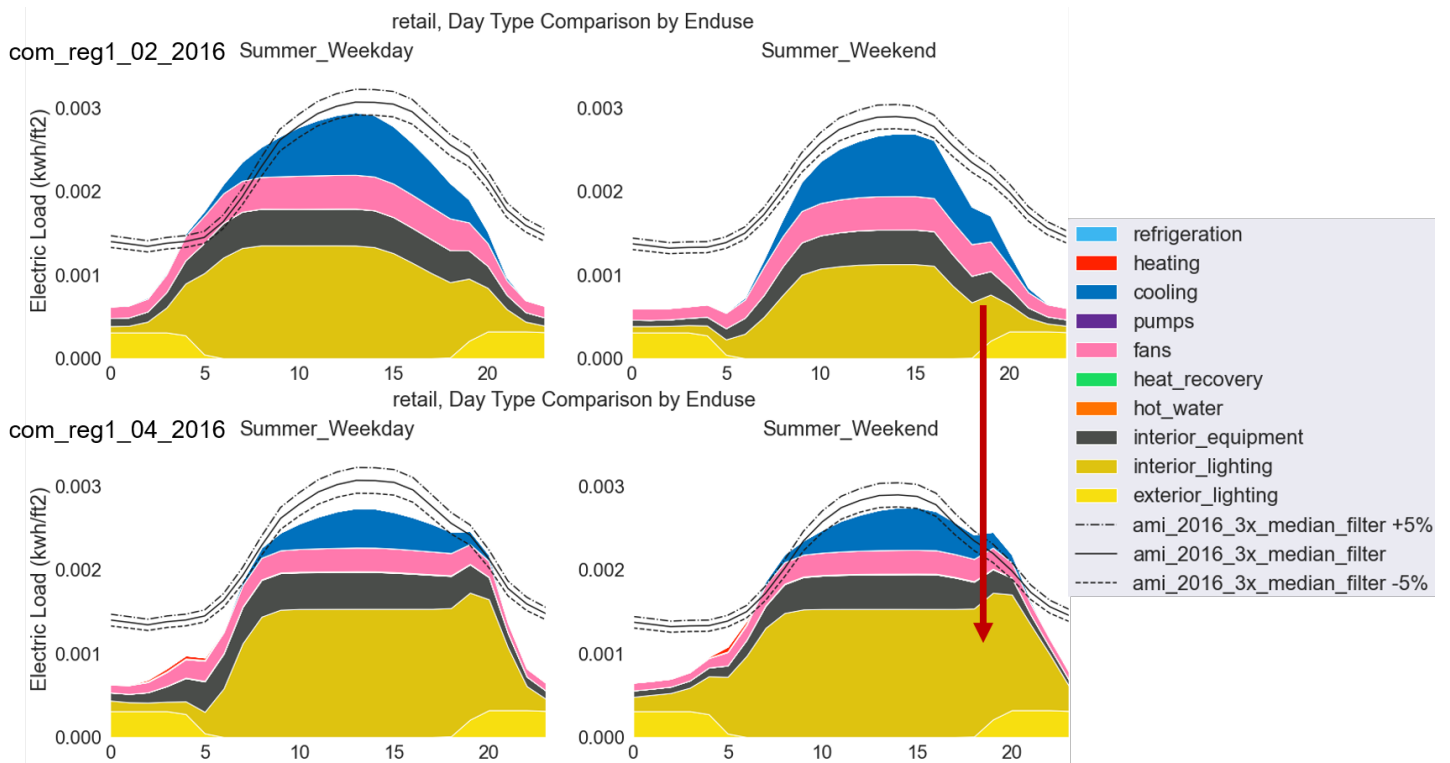 retail, Day Type Comparison by Enduse
com_reg1_02_2016 Summer_Weekday Summer_Weekend
Electric Load (kwh/ft2)
0.003
0.002
0.001
0.000
0 5 10 15 20
0.003
0.002
0.001
0.000
0 5 10 15 20
retail, Day Type Comparison by Enduse
com_reg1_04_2016 Summer_Weekday Summer_Weekend
Electric Load (kwh/ft2)
0.003
0.002
0.001
0.000
0 5 10 15 20
0.003
0.002
0.001
0.000
0 5 10 15 20
refrigeration
heating
cooling
pumps
fans
heat_recovery
hot_water
interior_equipment
interior_lighting
exterior_lighting
ami_2016_3x_median_filter +5%
ami_2016_3x_median_filter
ami_2016_3x_median_filter -5%